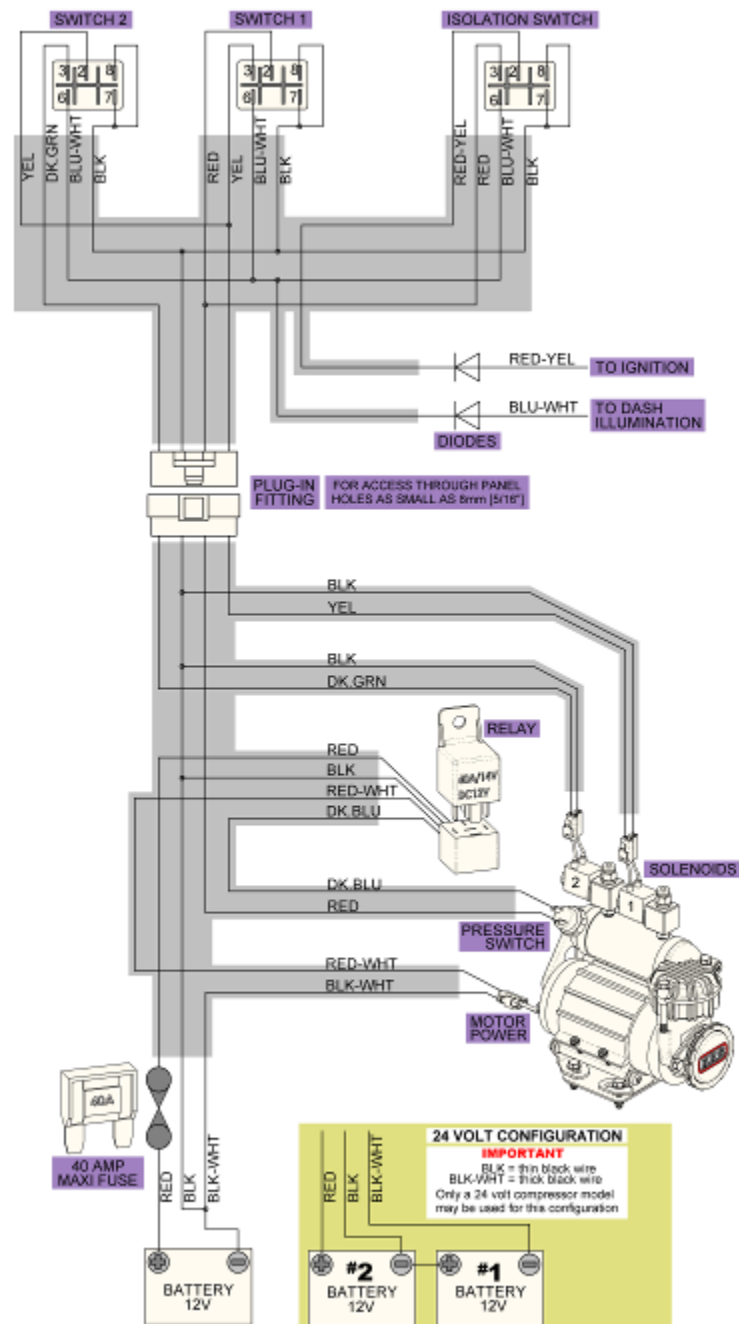 SWITCH 2
SWITCH 1
ISOLATION SWITCH
3 2 8
6 7
3 2 8
6 7
3 2 8
6 7
YEL
DK.GRN
BLU-WHT
BLK
RED
YEL
BLU-WHT
BLK
RED-YEL
RED
BLU-WHT
BLK
RED-YEL
TO IGNITION
BLU-WHT
TO DASH
ILLUMINATION
DIODES
PLUG-IN
FITTING
FOR ACCESS THROUGH PANEL
HOLES AS SMALL AS 8mm [5/16"]
BLK
YEL
BLK
DK.GRN
RELAY
RED
BLK
RED-WHT
DK.BLU
40A/14V
DC12V
SOLENOIDS
2
1
DK.BLU
RED
PRESSURE
SWITCH
RED-WHT
BLK-WHT
MOTOR
POWER
40A
40 AMP
MAXI FUSE
RED
BLK
BLK-WHT
BATTERY
12V
24 VOLT CONFIGURATION
IMPORTANT
BLK = thin black wire
BLK-WHT = thick black wire
Only a 24 volt compressor model
may be used for this configuration
RED
BLK
BLK-WHT
#2
BATTERY
12V
#1
BATTERY
12V